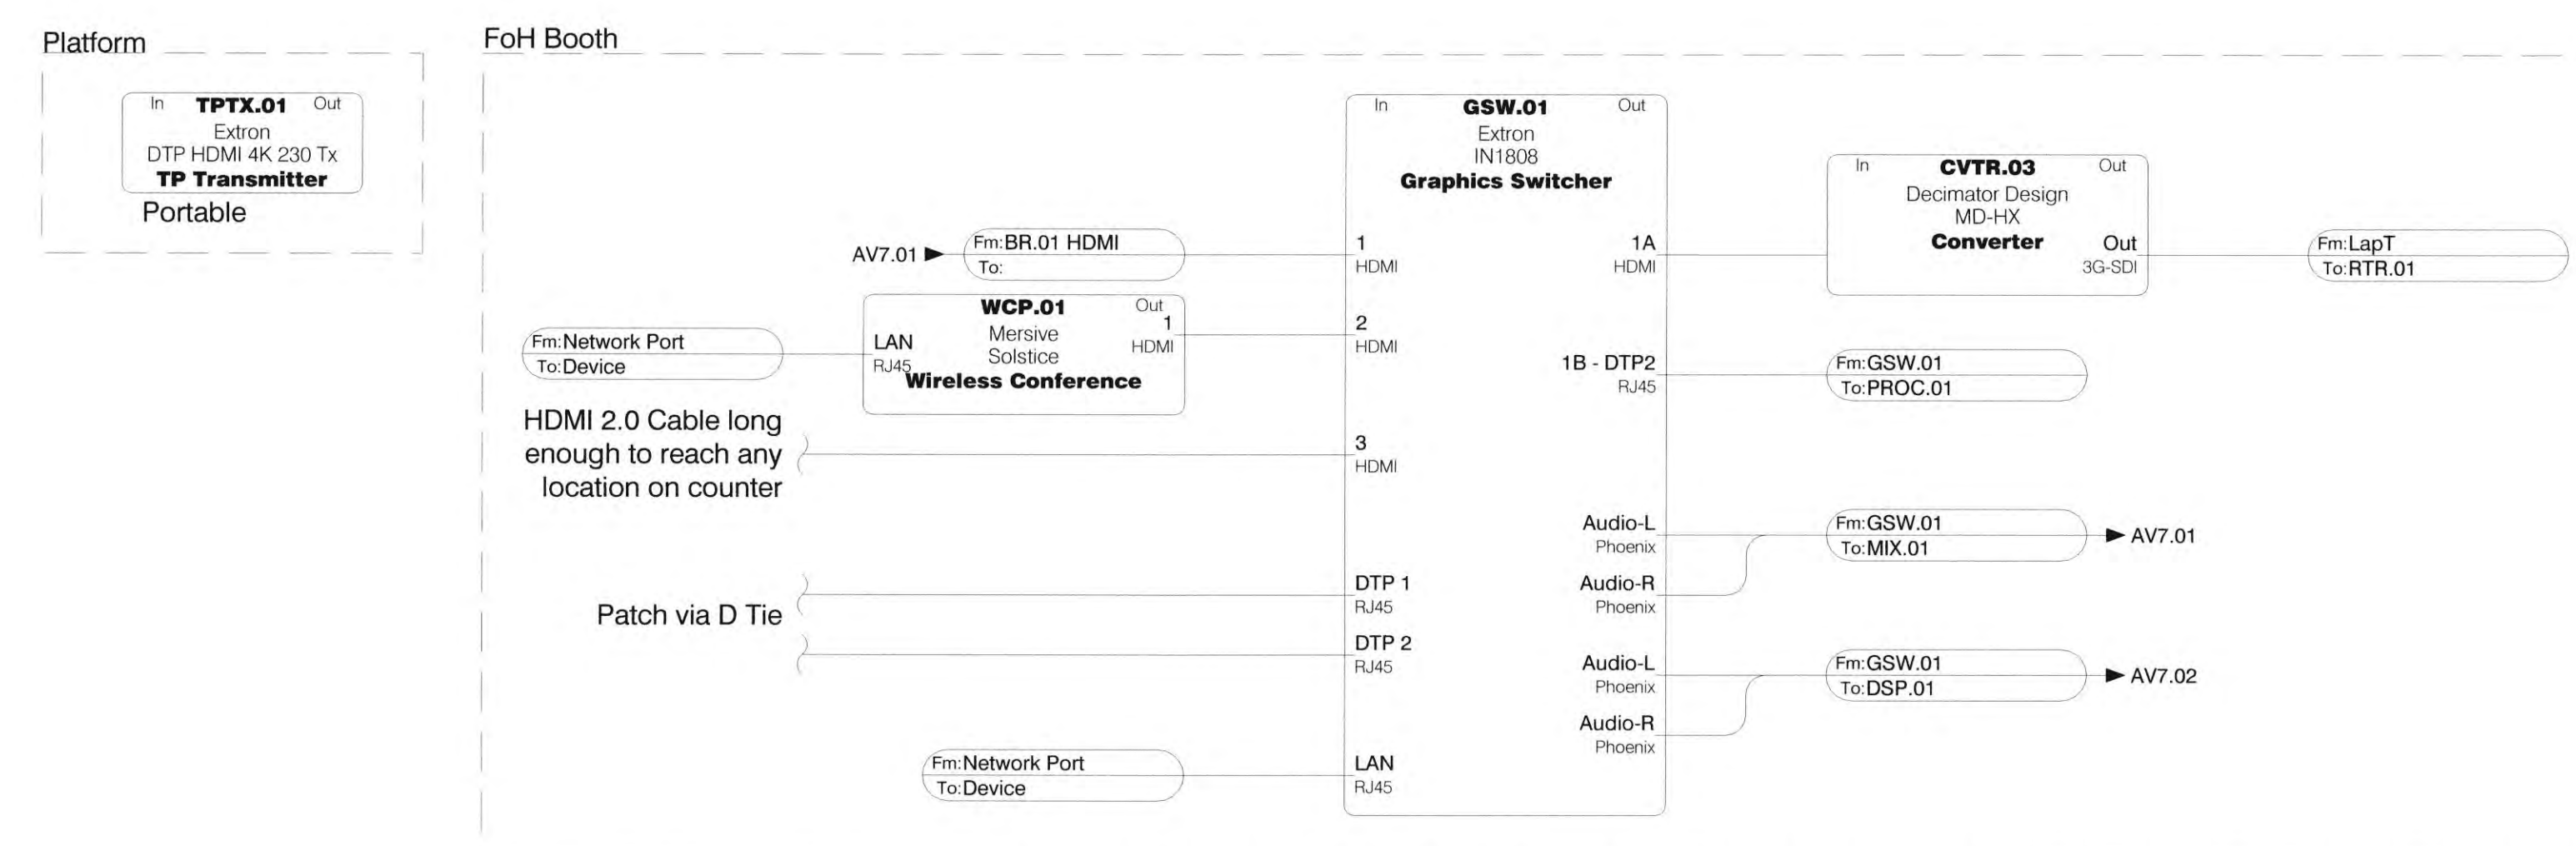 Platform
In TPTX.01 Out
Extron
DTP HDMI 4K 230 Tx
TP Transmitter
Portable
FoH Booth
AV7.01
Fm:BR.01 HDMI
To:
Fm:Network Port
To:Device
WCP.01 Out
Mersive 1
Solstice HDMI
LAN
RJ45
Wireless Conference
HDMI 2.0 Cable long
enough to reach any
location on counter
Patch via D Tie
Fm:Network Port
To:Device
In GSW.01 Out
Extron
IN1808
Graphics Switcher
1
HDMI
2
HDMI
3
HDMI
DTP 1
RJ45
DTP 2
RJ45
LAN
RJ45
1A
HDMI
1B - DTP2
RJ45
Audio-L
Phoenix
Audio-R
Phoenix
Audio-L
Phoenix
Audio-R
Phoenix
In CVTR.03 Out
Decimator Design
MD-HX
Converter Out
3G-SDI
Fm:LapT
To:RTR.01
Fm:GSW.01
To:PROC.01
Fm:GSW.01
To:MIX.01
AV7.01
Fm:GSW.01
To:DSP.01
AV7.02